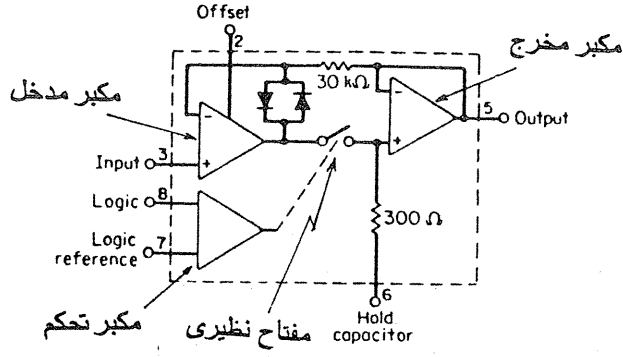 Offset
2
مكبر مخرج
30 kΩ
مكبر مدخل
-
-
5
Output
+
+
Input
3
Logic
8
300 Ω
Logic
reference
7
6
Hold
capacitor
مكبر تحكم
مفتاح نظيرى